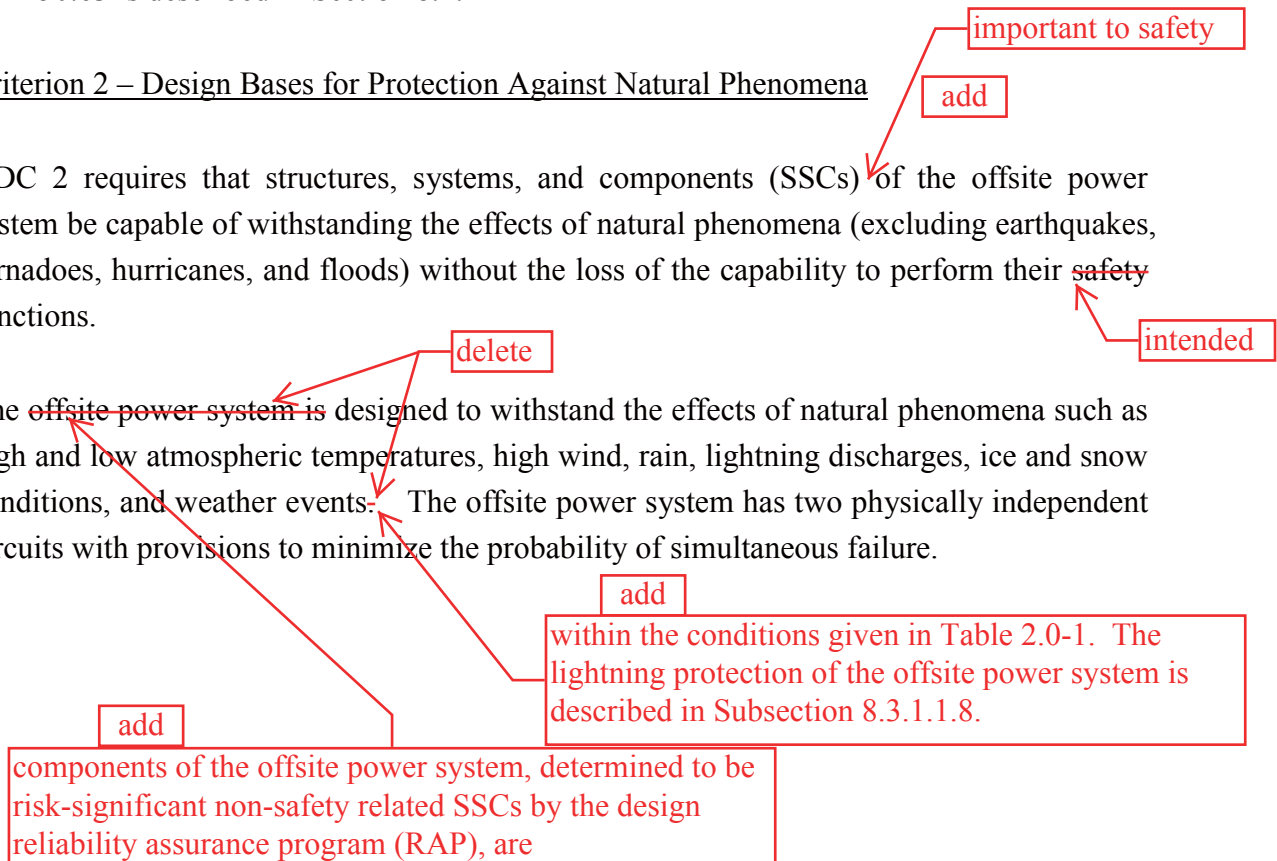 important to safety
riterion 2 – Design Bases for Protection Against Natural Phenomena
add
DC 2 requires that structures, systems, and components (SSCs) of the offsite power
stem be capable of withstanding the effects of natural phenomena (excluding earthquakes,
rnadoes, hurricanes, and floods) without the loss of the capability to perform their safety
nctions.
intended
delete
he offsite power system is designed to withstand the effects of natural phenomena such as
gh and low atmospheric temperatures, high wind, rain, lightning discharges, ice and snow
nditions, and weather events. The offsite power system has two physically independent
rcuits with provisions to minimize the probability of simultaneous failure.
add
within the conditions given in Table 2.0-1. The
lightning protection of the offsite power system is
described in Subsection 8.3.1.1.8.
add
components of the offsite power system, determined to be
risk-significant non-safety related SSCs by the design
reliability assurance program (RAP), are